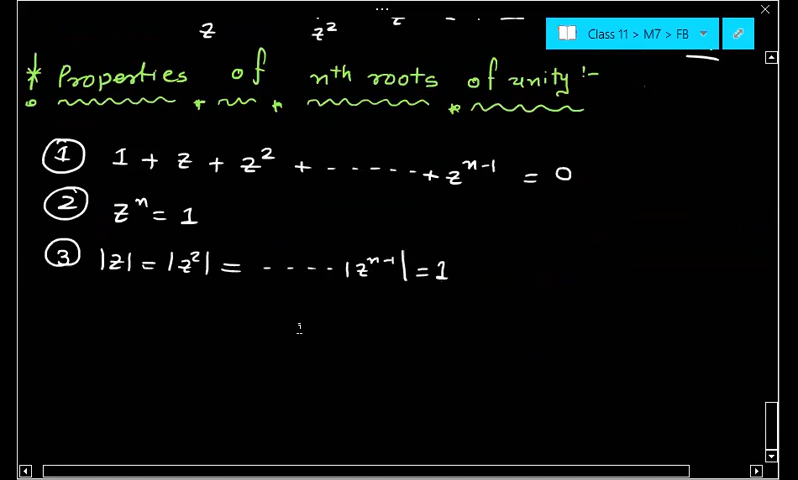 z z²
Class 11 > M7 > FB
* Properties of nth roots of unity :-
① 1 + z + z² + ------ + zⁿ⁻¹ = 0
② zⁿ = 1
③ |z| = |z²| = ----- |zⁿ⁻¹| = 1